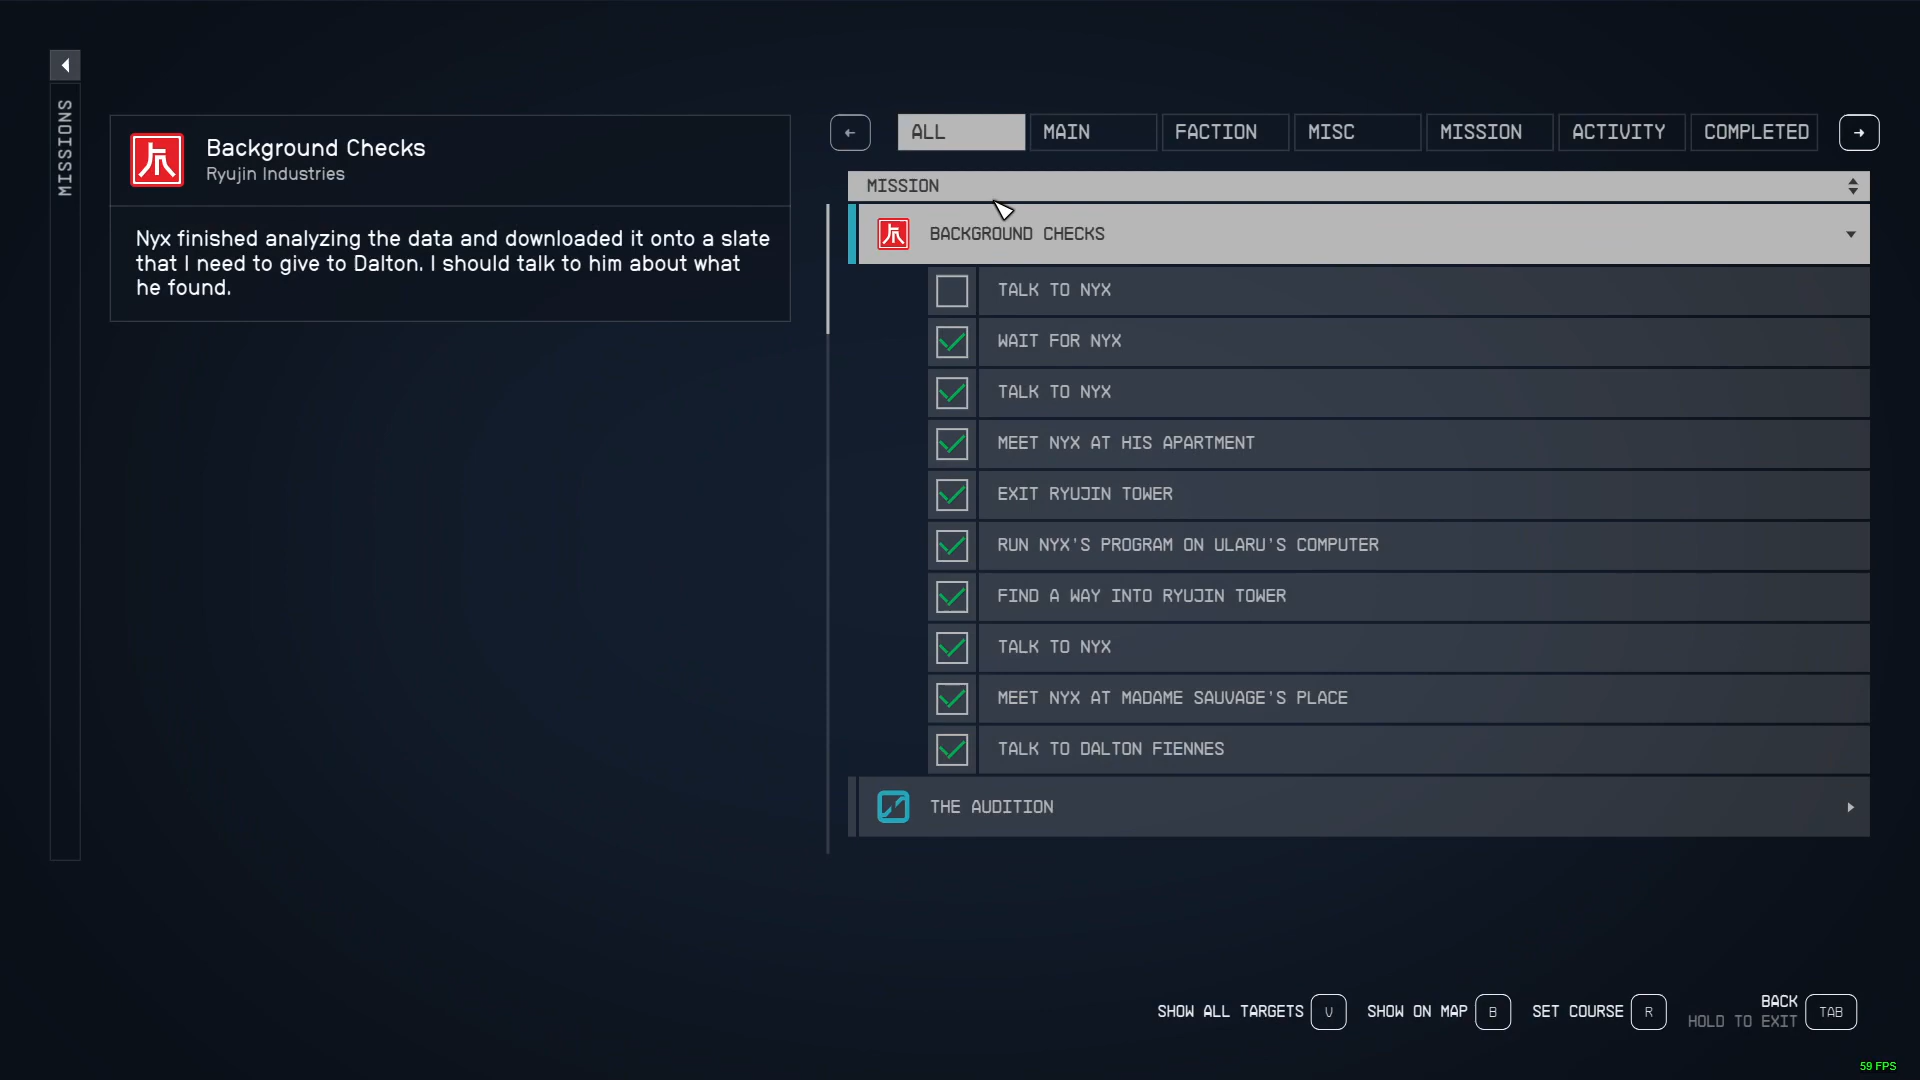 MISSIONS
Background Checks
Ryujin Industries
Nyx finished analyzing the data and downloaded it onto a slate
that I need to give to Dalton. I should talk to him about what
he found.
ALL
MAIN
FACTION
MISC
MISSION
ACTIVITY
COMPLETED
MISSION
BACKGROUND CHECKS
TALK TO NYX
WAIT FOR NYX
TALK TO NYX
MEET NYX AT HIS APARTMENT
EXIT RYUJIN TOWER
RUN NYX'S PROGRAM ON ULARU'S COMPUTER
FIND A WAY INTO RYUJIN TOWER
TALK TO NYX
MEET NYX AT MADAME SAUVAGE'S PLACE
TALK TO DALTON FIENNES
THE AUDITION
SHOW ALL TARGETS V
SHOW ON MAP B
SET COURSE R
BACK
HOLD TO EXIT
TAB
59 FPS